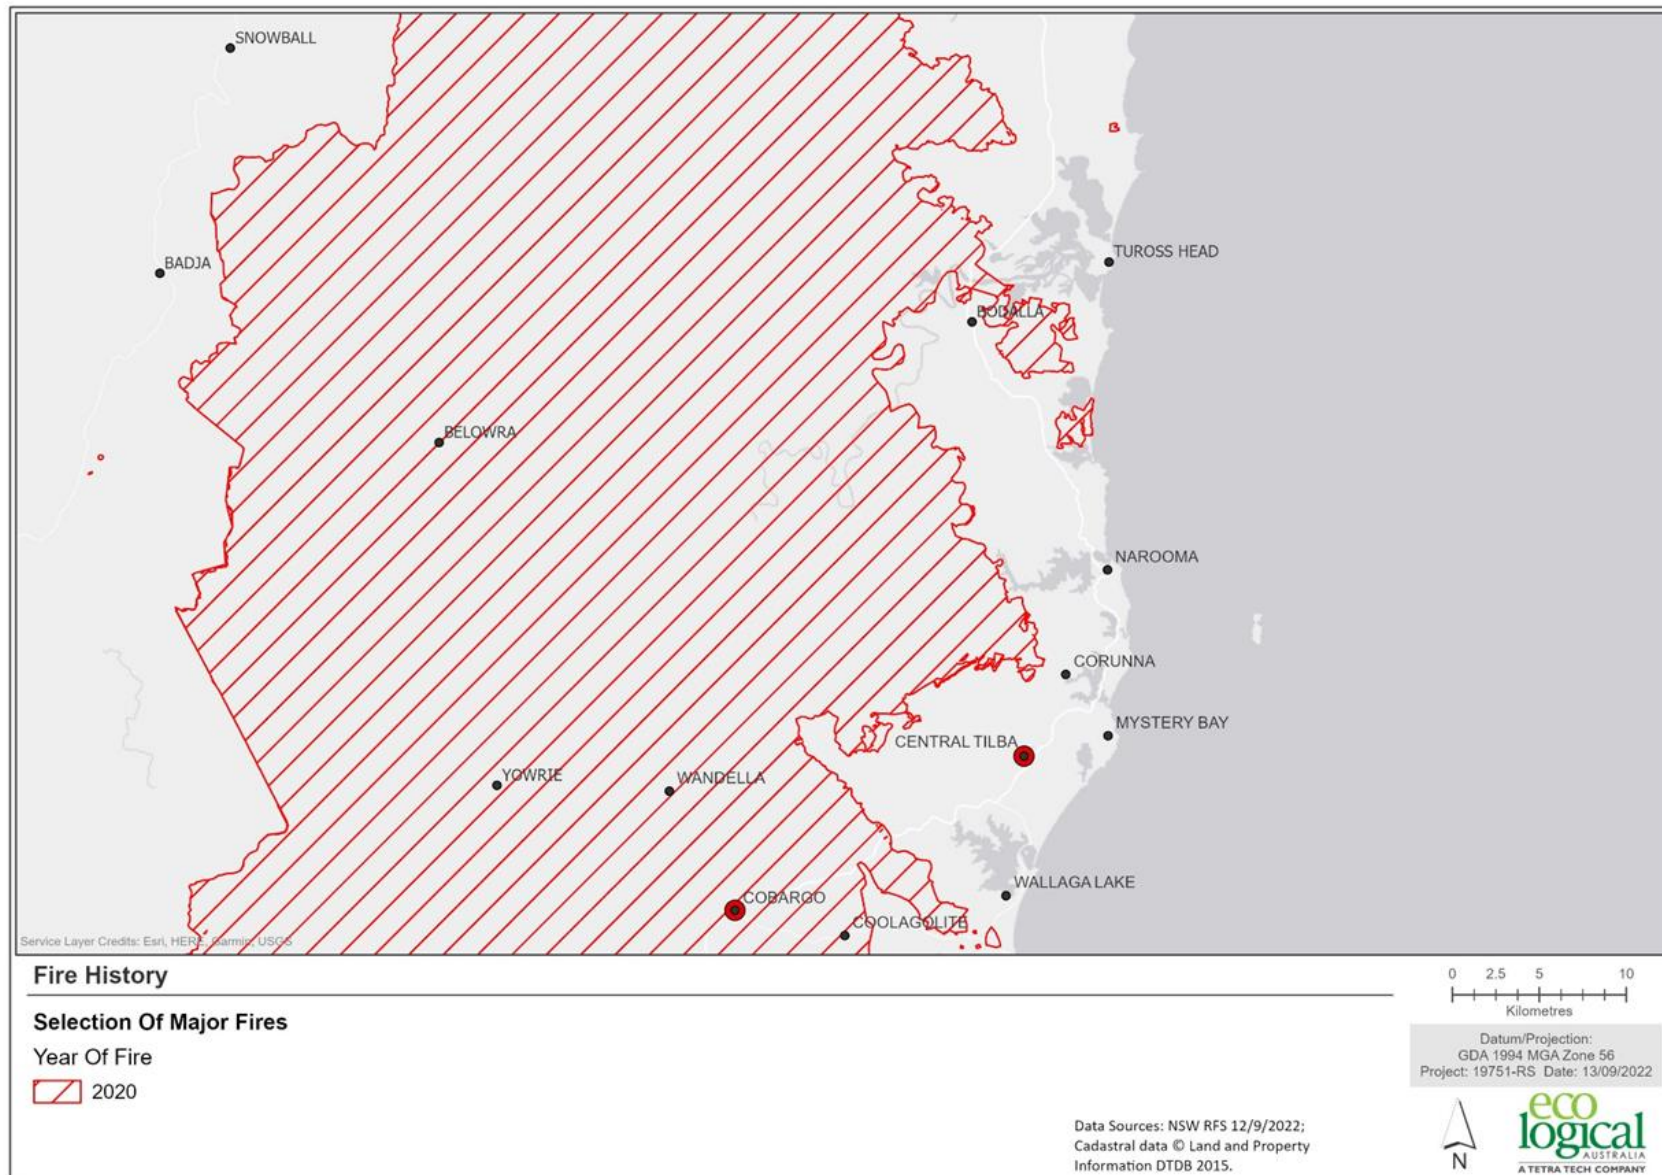 SNOWBALL
BADJA
TUROSS HEAD
BODALLA
BELOWRA
NAROOMA
CORUNNA
MYSTERY BAY
CENTRAL TILBA
YOWRIE
WANDELLA
WALLAGA LAKE
COBARGO
COOLAGOLITE
Service Layer Credits: Esri, HERE, Garmin, USGS
Fire History
Selection Of Major Fires
Year Of Fire
2020
0 2.5 5 10
Kilometres
Datum/Projection:
GDA 1994 MGA Zone 56
Project: 19751-RS Date: 13/09/2022
Data Sources: NSW RFS 12/9/2022;
Cadastral data © Land and Property
Information DTDB 2015.
N
eco
logical
AUSTRALIA
A TETRA TECH COMPANY